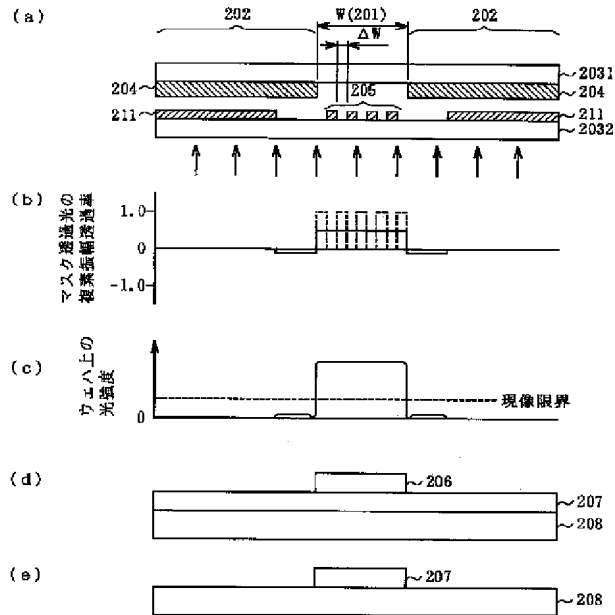 (a)
202
W(201)
202
ΔW
2031
204
205
204
211
211
2032
(b)
マスク透過光の
複素振幅透過率
1.0
0
-1.0
(c)
ウェハ上の
光強度
0
現像限界
(d)
206
207
208
(e)
207
208